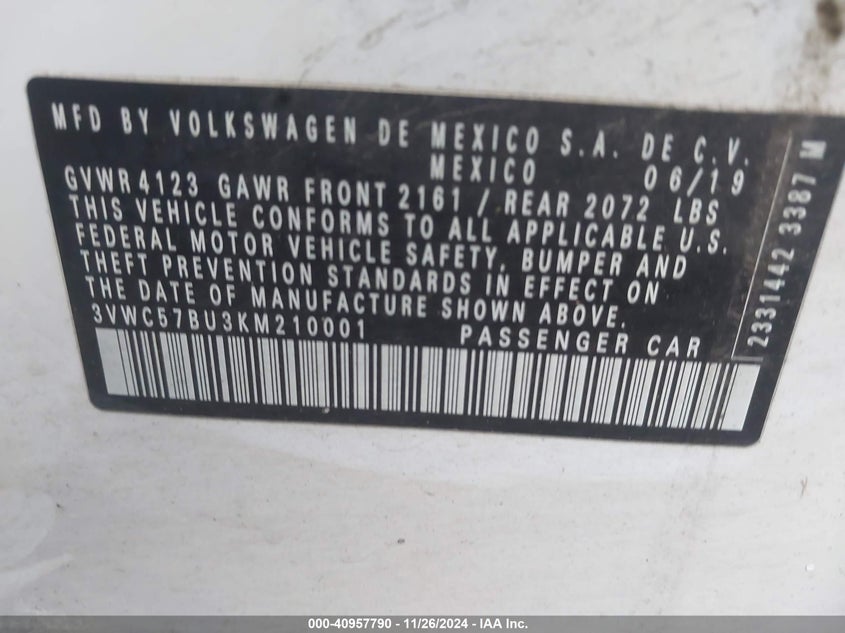 MFD BY VOLKSWAGEN DE MEXICO S.A. DE C.V.
MEXICO 06/19
GVWR 4123 GAWR FRONT 2161 / REAR 2072 LBS
THIS VEHICLE CONFORMS TO ALL APPLICABLE U.S.
FEDERAL MOTOR VEHICLE SAFETY, BUMPER AND
THEFT PREVENTION STANDARDS IN EFFECT ON
THE DATE OF MANUFACTURE SHOWN ABOVE.
3VWC57BU3KM210001 PASSENGER CAR
2331442 3387 M
000-40957790 - 11/26/2024 - IAA Inc.